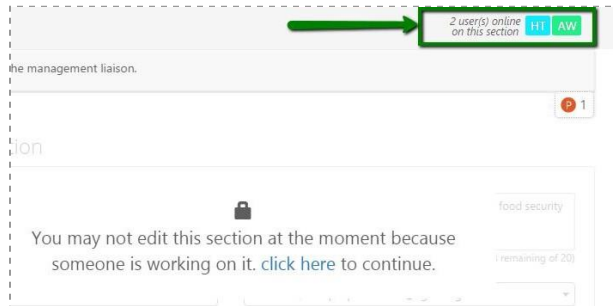 2 user(s) online
on this section
HT AW
he management liaison.
P 1
tion
food security
You may not edit this section at the moment because
someone is working on it. click here to continue.
remaining of 20)